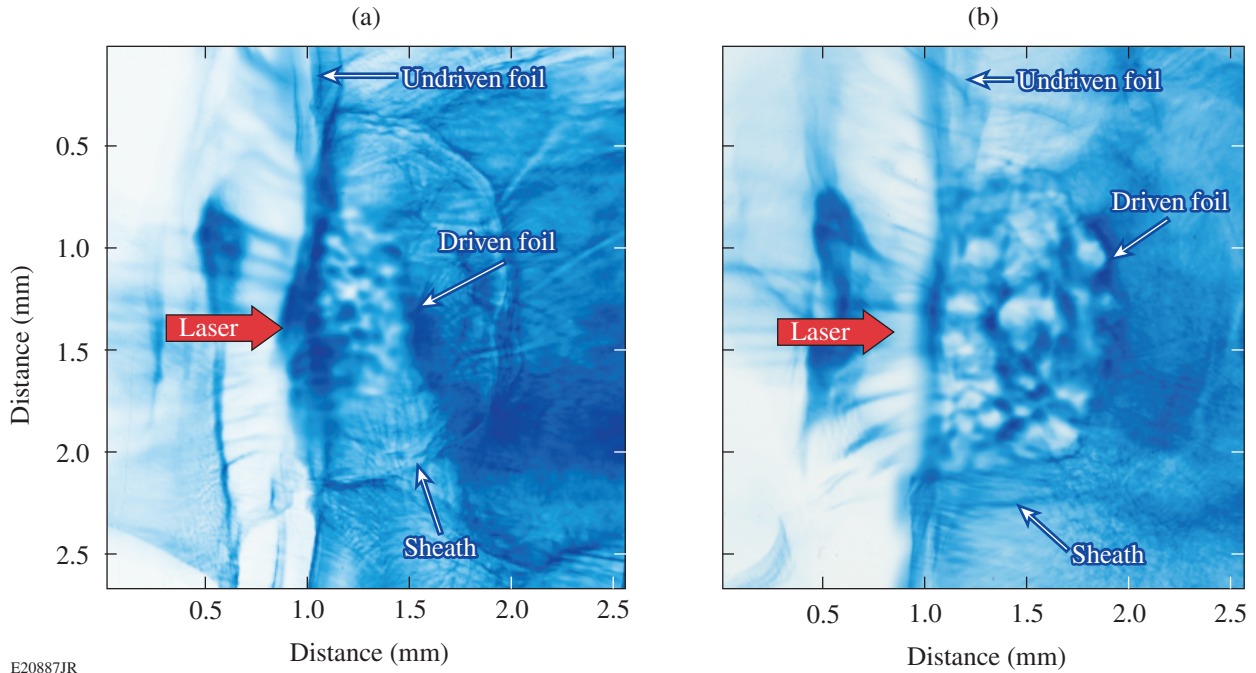 (a)
(b)
Undriven foil
Undriven foil
0.5
Driven foil
Driven foil
1.0
Distance (mm)
Laser
Laser
1.5
2.0
Sheath
Sheath
2.5
0.5 1.0 1.5 2.0 2.5
0.5 1.0 1.5 2.0 2.5
Distance (mm)
Distance (mm)
E20887JR